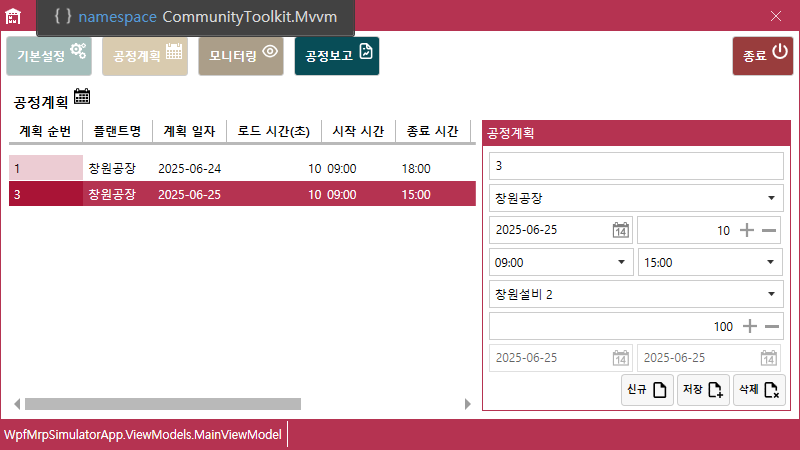 { } namespace CommunityToolkit.Mvvm
기본설정 공정계획 모니터링 공정보고 종료
공정계획
계획 순번 플랜트명 계획 일자 로드 시간(초) 시작 시간 종료 시간
1 창원공장 2025-06-24 10 09:00 18:00
3 창원공장 2025-06-25 10 09:00 15:00
공정계획
3
창원공장
2025-06-25 14 10
09:00 15:00
창원설비 2
100
2025-06-25 14 2025-06-25 14
신규 저장 삭제
WpfMrpSimulatorApp.ViewModels.MainViewModel